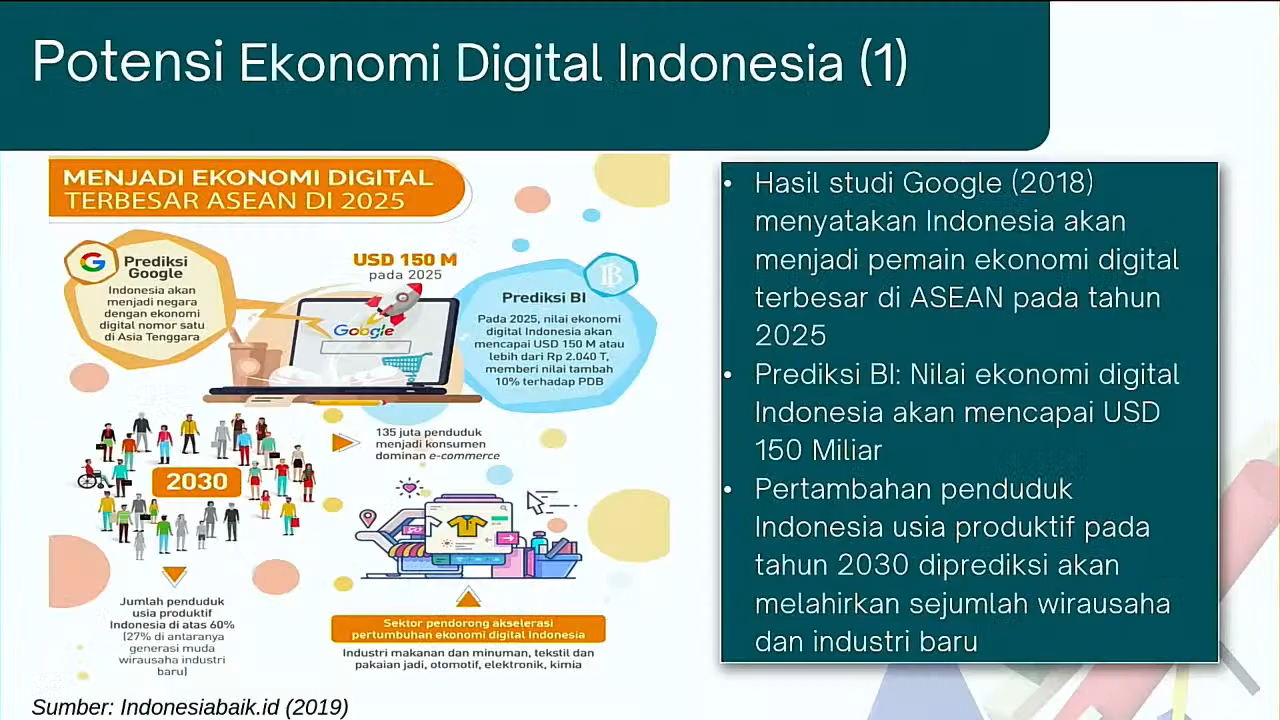 Potensi Ekonomi Digital Indonesia (1)
MENJADI EKONOMI DIGITAL
TERBESAR ASEAN DI 2025
Prediksi
Google
Indonesia akan
menjadi negara
dengan ekonomi
digital nomor satu
di Asia Tenggara
USD 150 M
pada 2025
Google
Prediksi BI
Pada 2025, nilai ekonomi
digital Indonesia akan
mencapai USD 150 M atau
lebih dari Rp 2.040 T,
memberi nilai tambah
10% terhadap PDB
135 juta penduduk
menjadi konsumen
dominan e-commerce
2030
Jumlah penduduk
usia produktif
Indonesia di atas 60%
(27% di antaranya
generasi muda
wirausaha industri
baru)
Sektor pendorong akselerasi
pertumbuhan ekonomi digital Indonesia
Industri makanan dan minuman, tekstil dan
pakaian jadi, otomotif, elektronik, kimia
Sumber: Indonesiabaik.id (2019)
• Hasil studi Google (2018)
menyatakan Indonesia akan
menjadi pemain ekonomi digital
terbesar di ASEAN pada tahun
2025
• Prediksi BI: Nilai ekonomi digital
Indonesia akan mencapai USD
150 Miliar
• Pertambahan penduduk
Indonesia usia produktif pada
tahun 2030 diprediksi akan
melahirkan sejumlah wirausaha
dan industri baru